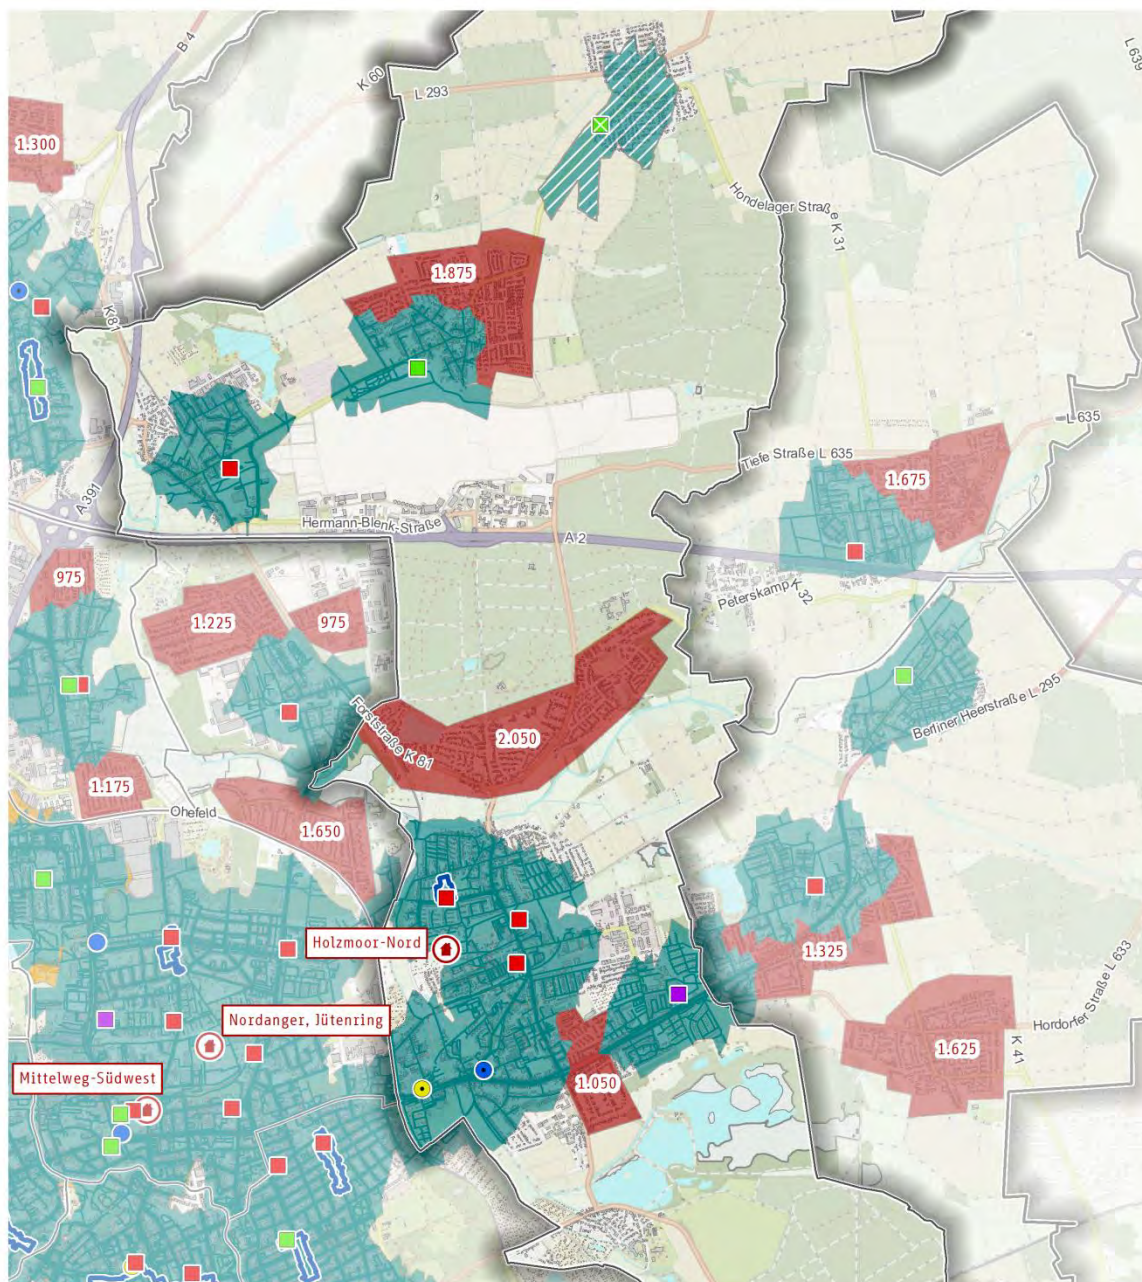 B 4
K 60
L 293
L 639
1.300
Hondelager Straße K 31
1.875
K 81
L 635
Tiefe Straße L 635
1.675
A 391
Hermann-Blenk-Straße
A 2
975
Peterskamp K 32
1.225
975
Berliner Heerstraße L 295
Forststraße K 81
2.050
1.175
Ohefeld
1.650
Holzmoor-Nord
1.325
Hordorfer Straße L 633
Nordanger, Jütenring
1.625
K 41
Mittelweg-Südwest
1.050